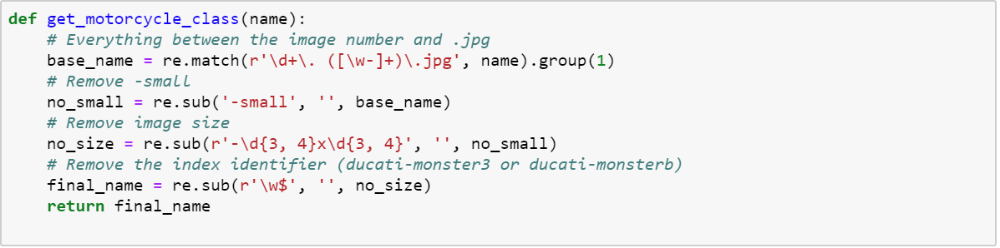 def get_motorcycle_class(name):
    # Everything between the image number and .jpg
    base_name = re.match(r'\d+\. ([\w-]+)\.jpg', name).group(1)
    # Remove -small
    no_small = re.sub('-small', '', base_name)
    # Remove image size
    no_size = re.sub(r'-\d{3, 4}x\d{3, 4}', '', no_small)
    # Remove the index identifier (ducati-monster3 or ducati-monsterb)
    final_name = re.sub(r'\w$', '', no_size)
    return final_name